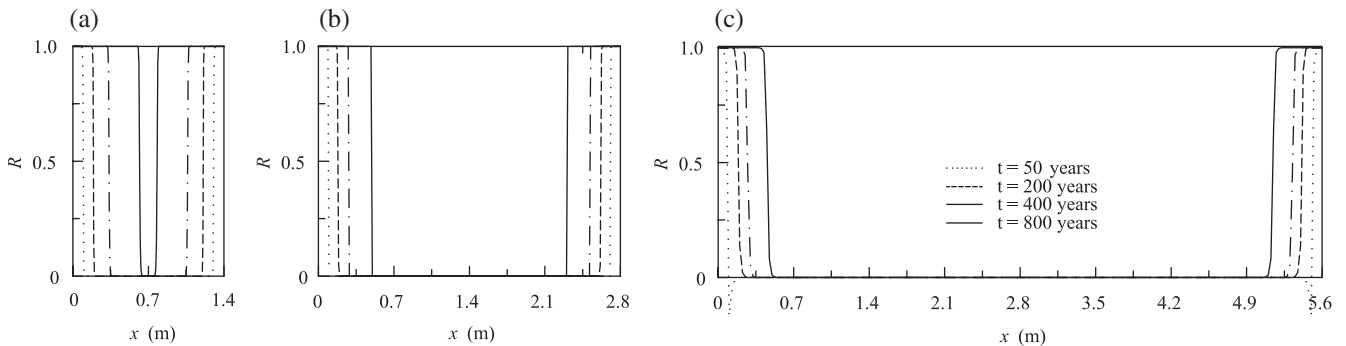 (a) (b) (c)
1.0 1.0 1.0
R 0.5 R 0.5 R 0.5
t = 50 years
t = 200 years
t = 400 years
t = 800 years
0 0 0
0 0.7 1.4 0 0.7 1.4 2.1 2.8 0 0.7 1.4 2.1 2.8 3.5 4.2 4.9 5.6
x (m) x (m) x (m)